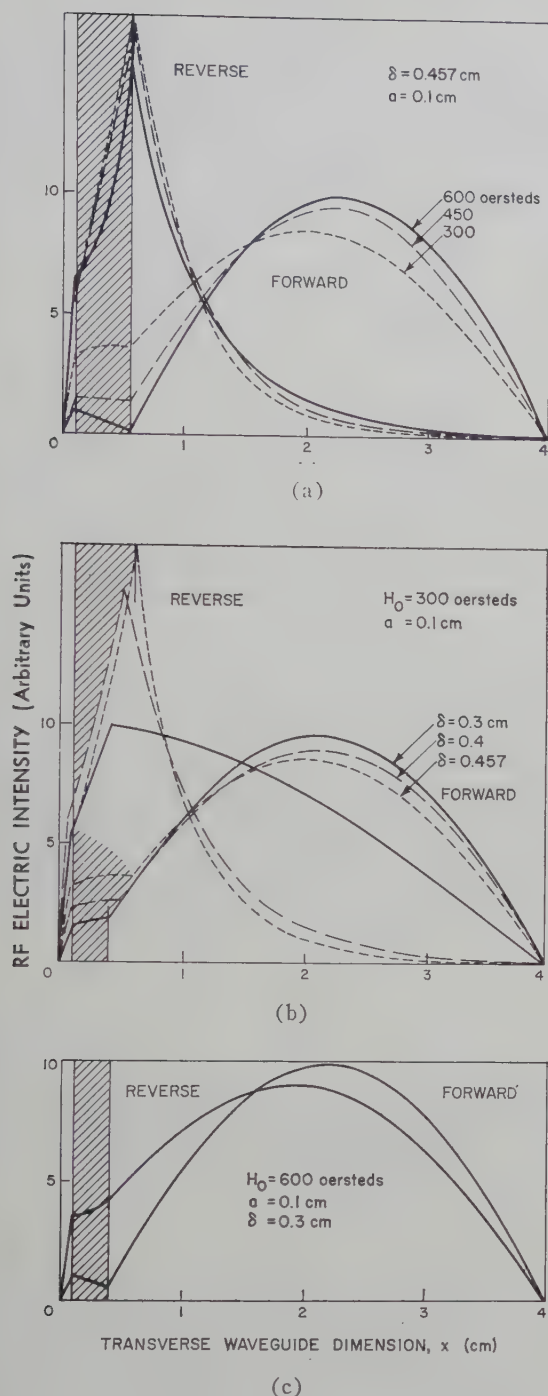 REVERSE
δ = 0.457 cm
a = 0.1 cm
10
5
0
600 oersteds
450
300
FORWARD
1
2
3
4
(a)
RF ELECTRIC INTENSITY (Arbitrary Units)
REVERSE
H₀ = 300 oersteds
a = 0.1 cm
10
5
0
δ = 0.3 cm
δ = 0.4
δ = 0.457
FORWARD
1
2
3
4
(b)
10
5
0
REVERSE
FORWARD
H₀ = 600 oersteds
a = 0.1 cm
δ = 0.3 cm
1
2
3
4
TRANSVERSE WAVEGUIDE DIMENSION, x (cm)
(c)